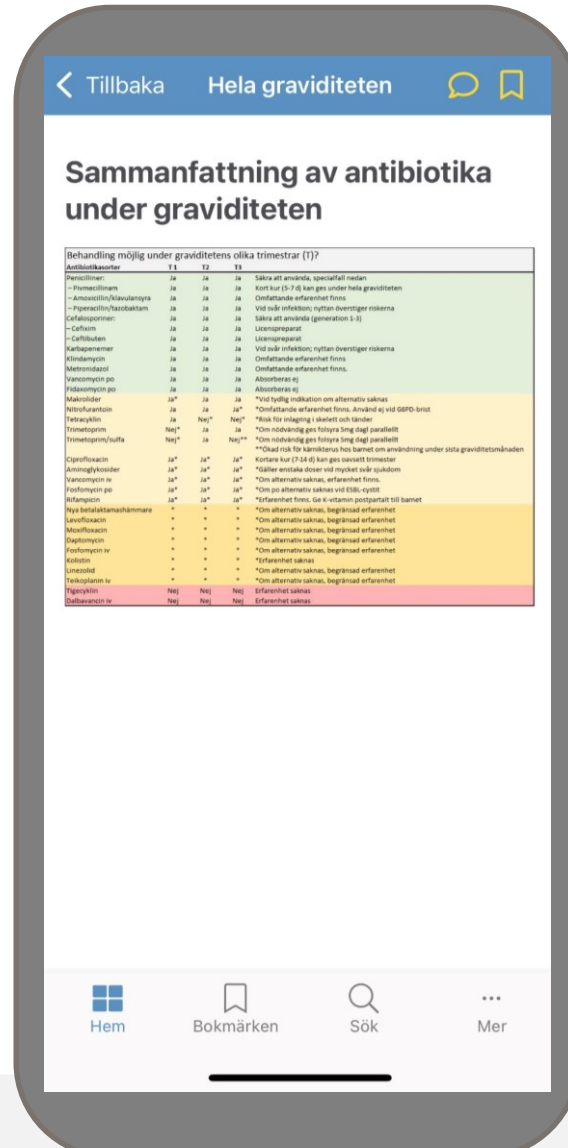 Tillbaka Hela graviditeten
Sammanfattning av antibiotika
under graviditeten
Behandling möjlig under graviditetens olika trimestrar (T)?
Antibiotikasorter T 1 T2 T3
Penicilliner: Ja Ja Ja Säkra att använda, specialfall nedan
– Pivmecillinam Ja Ja Ja Kort kur (5-7 d) kan ges under hela graviditeten
– Amoxicillin/klavulansyra Ja Ja Ja Omfattande erfarenhet finns
– Piperacillin/tazobaktam Ja Ja Ja Vid svår infektion; nyttan överstiger riskerna
Cefalosporiner: Ja Ja Ja Säkra att använda (generation 1-3)
– Cefixim Ja Ja Ja Licenspreparat
– Ceftibuten Ja Ja Ja Licenspreparat
Karbapenemer Ja Ja Ja Vid svår infektion; nyttan överstiger riskerna
Klindamycin Ja Ja Ja Omfattande erfarenhet finns
Metronidazol Ja Ja Ja Omfattande erfarenhet finns.
Vancomycin po Ja Ja Ja Absorberas ej
Fidaxomycin po Ja Ja Ja Absorberas ej
Makrolider Ja* Ja Ja *Vid tydlig indikation om alternativ saknas
Nitrofurantoin Ja Ja Ja* *Omfattande erfarenhet finns. Använd ej vid G6PD-brist
Tetracyklin Ja Nej* Nej* *Risk för inlagring i skelett och tänder
Trimetoprim Nej* Ja Ja *Om nödvändig ges folsyra 5mg dagl parallellt
Trimetoprim/sulfa Nej* Ja Nej** *Om nödvändig ges folsyra 5mg dagl parallellt
**Ökad risk för kärnikterus hos barnet om användning under sista graviditetsmånaden
Ciprofloxacin Ja* Ja* Ja* Kortare kur (7-14 d) kan ges oavsett trimester
Aminoglykosider Ja* Ja* Ja* *Gäller enstaka doser vid mycket svår sjukdom
Vancomycin iv Ja* Ja* Ja* *Om alternativ saknas, erfarenhet finns.
Fosfomycin po Ja* Ja* Ja* *Om po alternativ saknas vid ESBL-cystit
Rifampicin Ja* Ja* Ja* *Erfarenhet finns. Ge K-vitamin postpartalt till barnet
Nya betalaktamashämmare * * * *Om alternativ saknas, begränsad erfarenhet
Levofloxacin * * * *Om alternativ saknas, begränsad erfarenhet
Moxifloxacin * * * *Om alternativ saknas, begränsad erfarenhet
Daptomycin * * * *Om alternativ saknas, begränsad erfarenhet
Fosfomycin iv * * * *Om alternativ saknas, begränsad erfarenhet
Kolistin * * * *Erfarenhet saknas
Linezolid * * * *Om alternativ saknas, begränsad erfarenhet
Teikoplanin iv * * * *Om alternativ saknas, begränsad erfarenhet
Tigecyklin Nej Nej Nej Erfarenhet saknas
Dalbavancin iv Nej Nej Nej Erfarenhet saknas
Hem Bokmärken Sök Mer